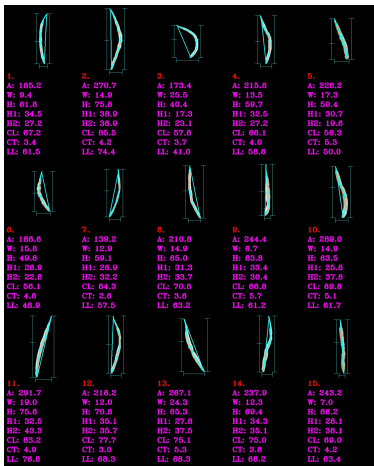 1. 2. 3. 4. 5.
A: 185.2 A: 270.7 A: 173.4 A: 215.8 A: 228.2
W: 9.4 W: 14.9 W: 25.5 W: 13.5 W: 17.3
H: 61.8 H: 75.8 H: 40.4 H: 59.7 H: 50.4
H1: 34.5 H1: 38.9 H1: 17.3 H1: 32.5 H1: 30.7
H2: 27.2 H2: 36.9 H2: 23.1 H2: 27.2 H2: 19.8
CL: 67.2 CL: 85.5 CL: 57.8 CL: 66.1 CL: 56.3
CT: 3.4 CT: 4.2 CT: 3.7 CT: 4.0 CT: 5.3
LL: 61.5 LL: 74.4 LL: 41.0 LL: 58.6 LL: 50.0
6. 7. 8. 9. 10.
A: 186.6 A: 139.2 A: 210.8 A: 244.4 A: 289.0
W: 15.8 W: 12.9 W: 14.9 W: 6.7 W: 14.9
H: 49.8 H: 59.1 H: 65.0 H: 63.8 H: 63.5
H1: 26.9 H1: 26.9 H1: 31.3 H1: 33.4 H1: 25.8
H2: 22.8 H2: 32.2 H2: 33.7 H2: 30.4 H2: 37.8
CL: 56.1 CL: 64.3 CL: 70.8 CL: 66.8 CL: 69.8
CT: 4.6 CT: 2.6 CT: 3.6 CT: 5.7 CT: 5.1
LL: 48.9 LL: 57.5 LL: 63.2 LL: 61.2 LL: 61.7
11. 12. 13. 14. 15.
A: 291.7 A: 216.2 A: 267.1 A: 237.9 A: 243.2
W: 19.0 W: 12.0 W: 24.3 W: 12.3 W: 7.0
H: 75.8 H: 70.8 H: 65.3 H: 69.4 H: 66.2
H1: 32.5 H1: 35.1 H1: 27.8 H1: 34.3 H1: 28.1
H2: 43.3 H2: 35.7 H2: 37.5 H2: 35.1 H2: 38.1
CL: 83.2 CL: 77.7 CL: 75.1 CL: 75.0 CL: 69.0
CT: 4.9 CT: 3.0 CT: 5.3 CT: 3.8 CT: 4.2
LL: 76.8 LL: 68.3 LL: 68.3 LL: 68.2 LL: 63.4